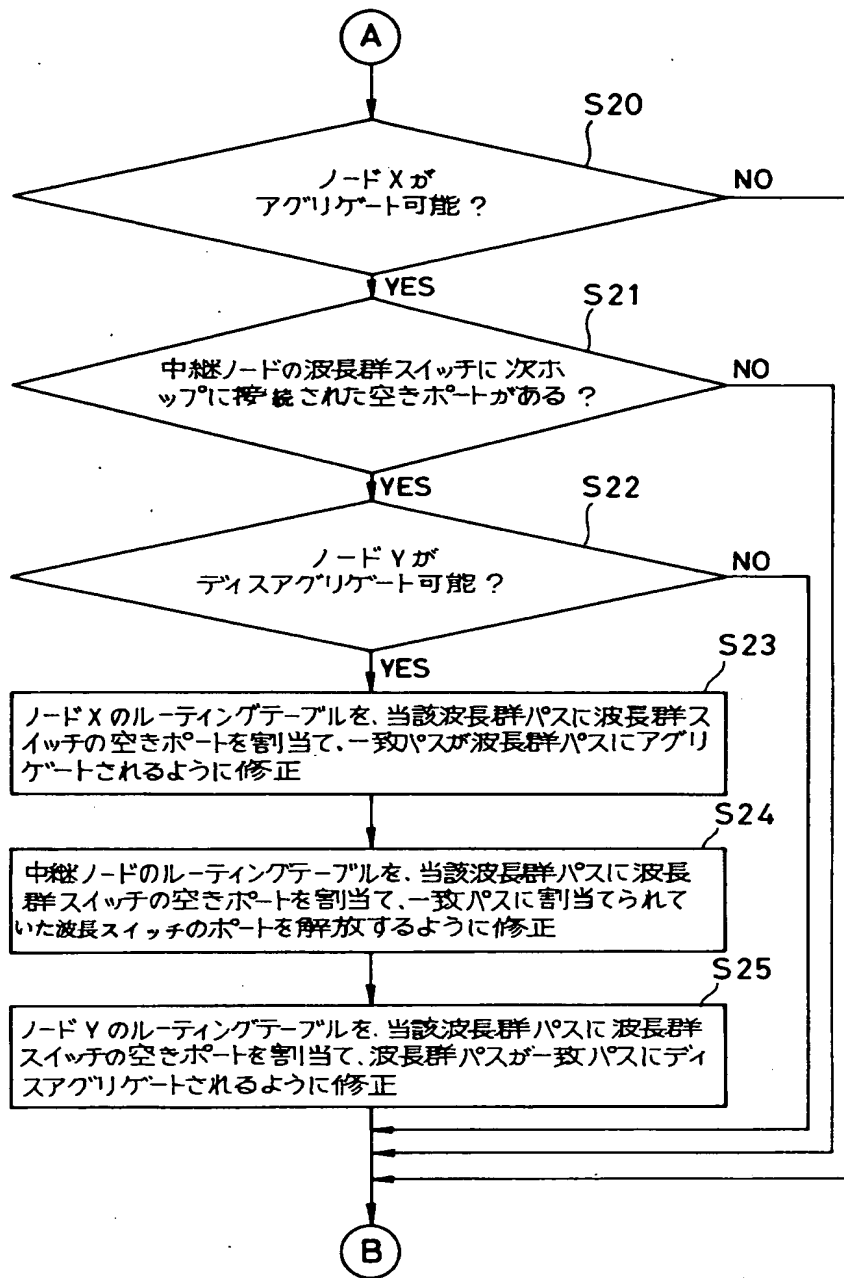 A
S20
ノードXが
アグリゲート可能？
NO
YES
S21
中継ノードの波長群スイッチに次ホ
ップに接続された空きポートがある？
NO
YES
S22
ノードYが
ディスアグリゲート可能？
NO
YES
S23
ノードXのルーティングテーブルを、当該波長群パスに波長群ス
イッチの空きポートを割当て、一致パスが波長群パスにアグリ
ゲートされるように修正
S24
中継ノードのルーティングテーブルを、当該波長群パスに波長
群スイッチの空きポートを割当て、一致パスに割当てられて
いた波長スイッチのポートを解放するように修正
S25
ノードYのルーティングテーブルを、当該波長群パスに波長群
スイッチの空きポートを割当て、波長群パスが一致パスにディ
スアグリゲートされるように修正
B